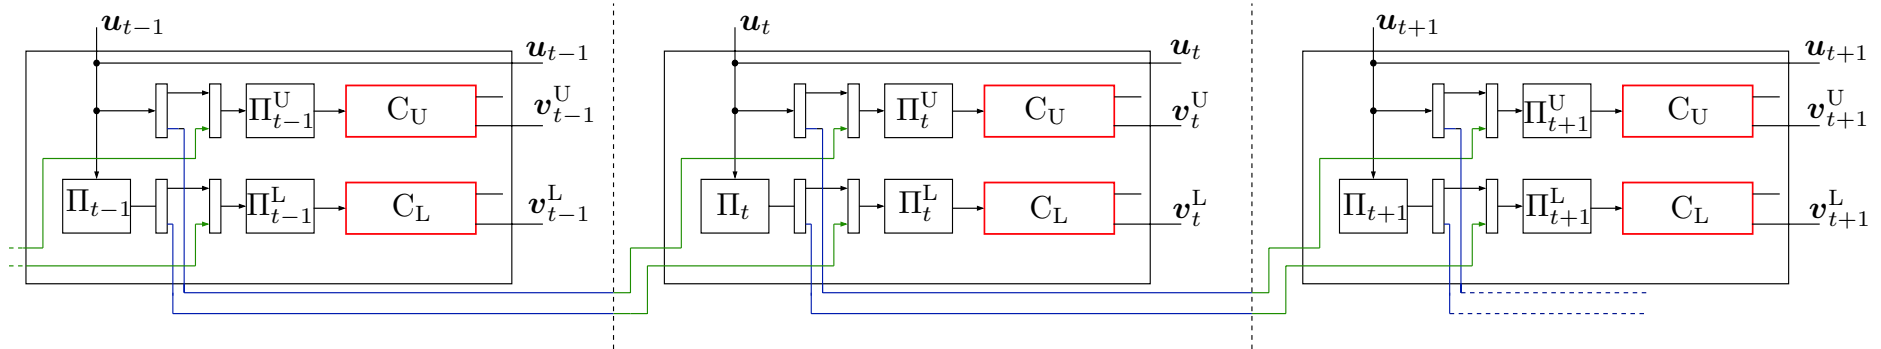 u_{t−1} u_t u_{t+1}
u_{t−1} u_t u_{t+1}
Π^U_{t−1} C_U v^U_{t−1} Π^U_t C_U v^U_t Π^U_{t+1} C_U v^U_{t+1}
Π_{t−1} Π^L_{t−1} C_L v^L_{t−1} Π_t Π^L_t C_L v^L_t Π_{t+1} Π^L_{t+1} C_L v^L_{t+1}